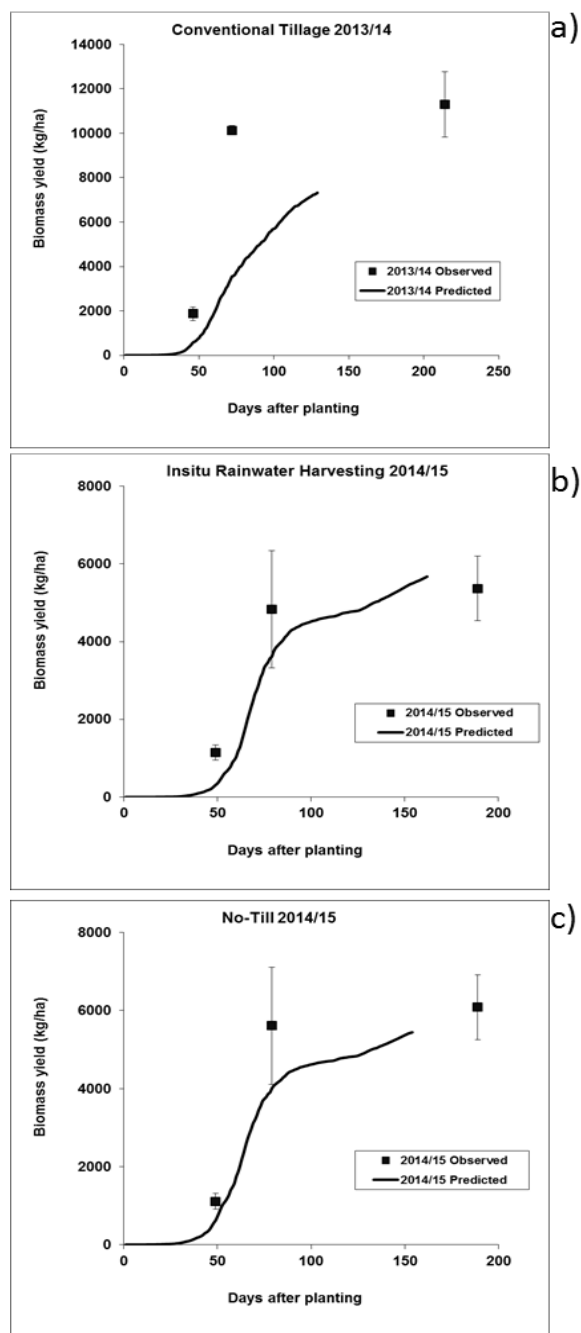 a)
Conventional Tillage 2013/14
Biomass yield (kg/ha)
14000
12000
10000
8000
6000
4000
2000
0
0 50 100 150 200 250
2013/14 Observed
2013/14 Predicted
Days after planting
b)
Insitu Rainwater Harvesting 2014/15
Biomass yield (kg/ha)
8000
6000
4000
2000
0
0 50 100 150 200
2014/15 Observed
2014/15 Predicted
Days after planting
c)
No-Till 2014/15
Biomass yield (kg/ha)
8000
6000
4000
2000
0
0 50 100 150 200
2014/15 Observed
2014/15 Predicted
Days after planting